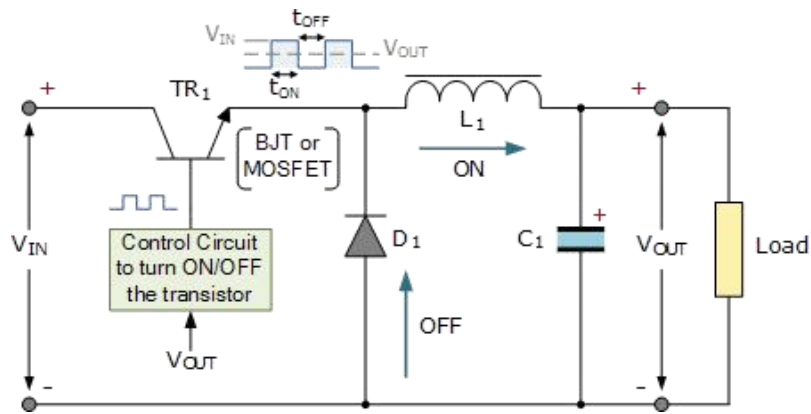 tOFF
VIN
VOUT
tON
+
TR1
+
+
L1
BJT or
MOSFET
ON
VIN
Control Circuit
to turn ON/OFF
the transistor
D1
C1
+
VOUT
Load
OFF
VOUT
-
-
-